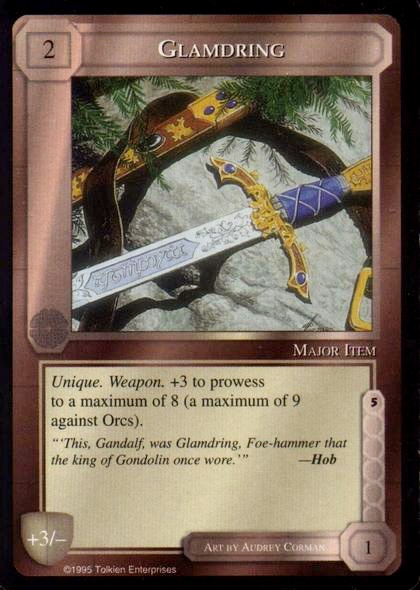 2
GLAMDRING
MAJOR ITEM
Unique. Weapon. +3 to prowess
to a maximum of 8 (a maximum of 9
against Orcs).
5
“‘This, Gandalf, was Glamdring, Foe-hammer that
the king of Gondolin once wore.’” —Hob
+3/–
ART BY AUDREY CORMAN
1
©1995 Tolkien Enterprises